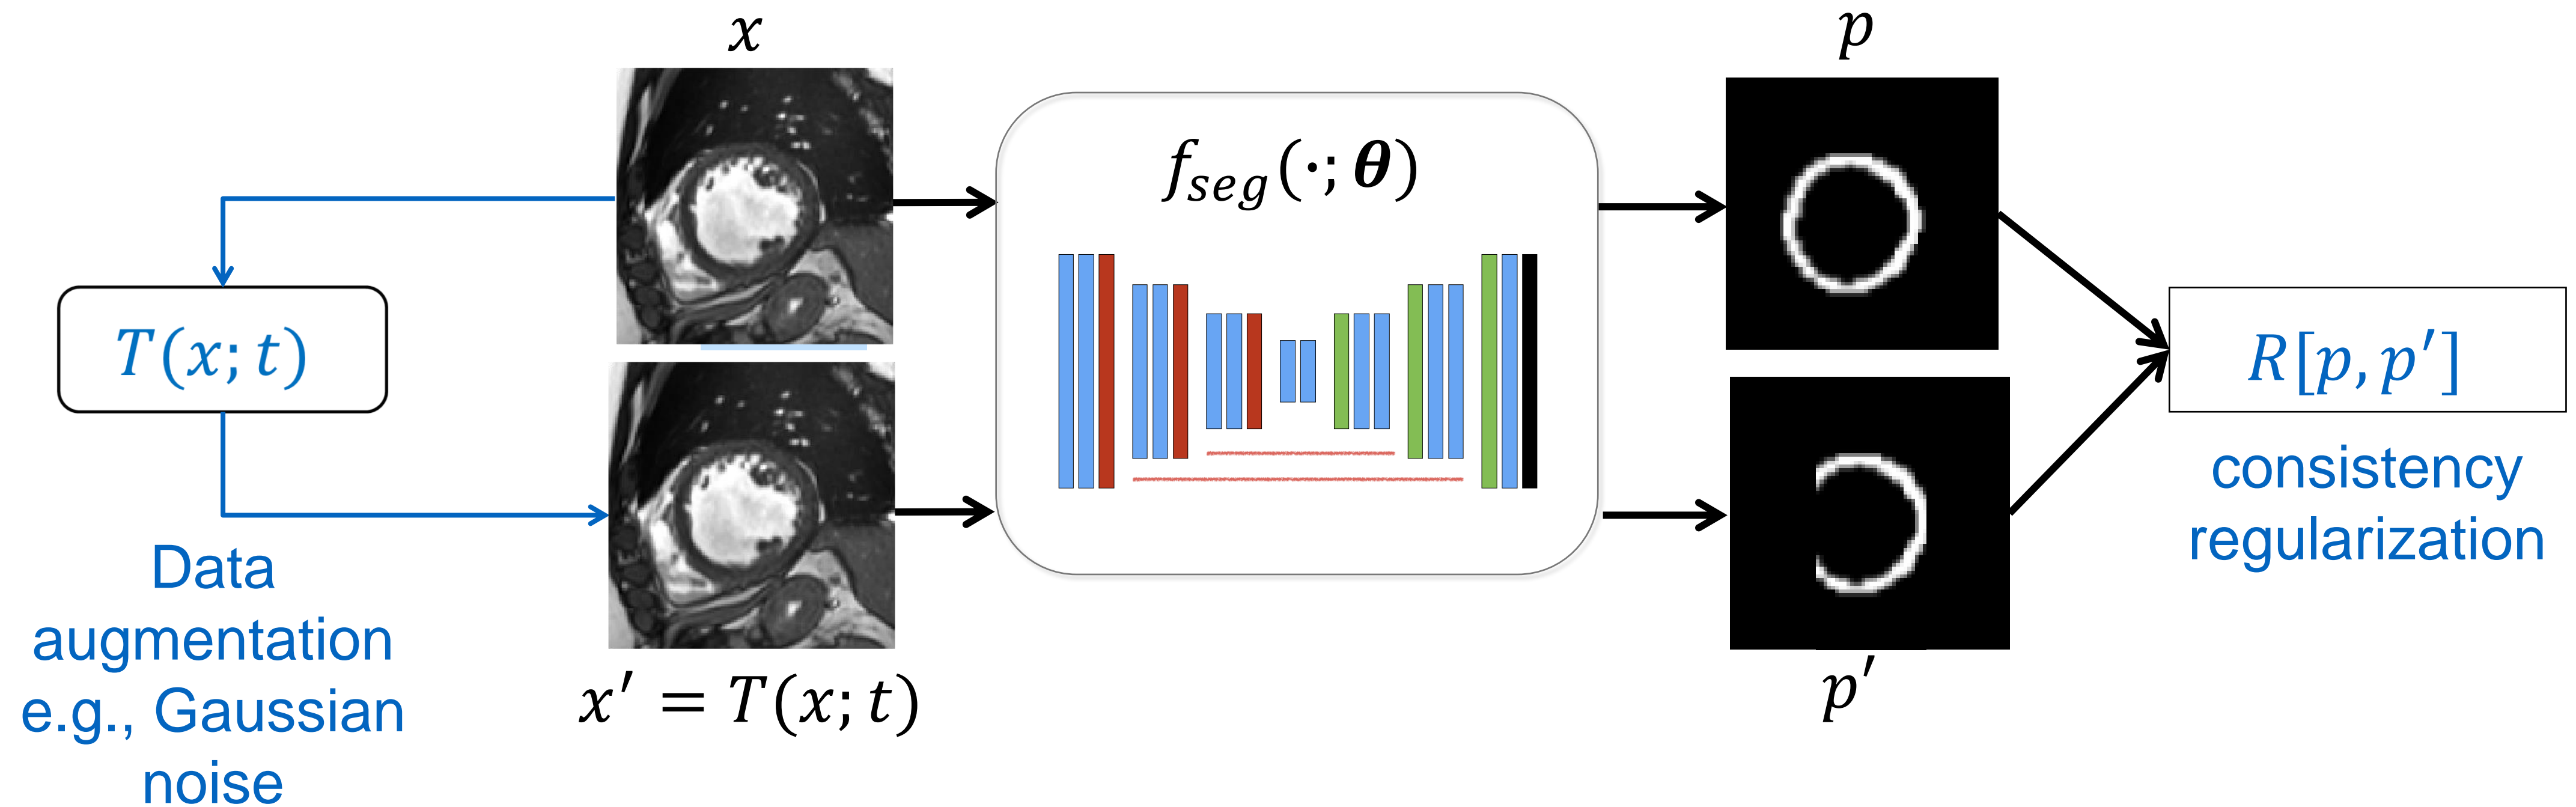 x
p
T(x; t)
f_seg(·; θ)
R[p, p′]
consistency
regularization
Data
augmentation
e.g., Gaussian
noise
x′ = T(x; t)
p′